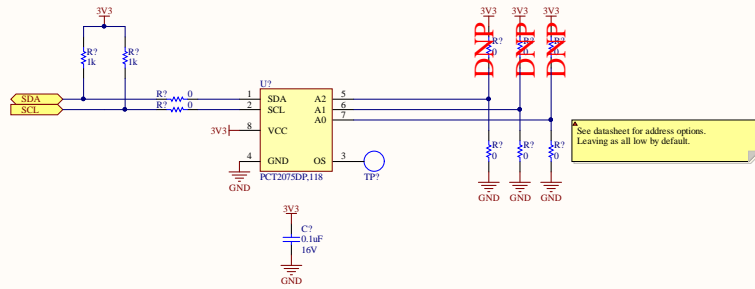 3V3
R?
1k
R?
1k
SDA
SCL
R?
0
R?
0
U?
1
SDA
2
SCL
3V3
8
VCC
4
GND
GND
A2
5
A1
6
A0
7
OS
3
PCT2075DP,118
TP?
3V3
3V3
3V3
R?
0
R?
0
R?
0
DNP
DNP
DNP
R?
0
R?
0
R?
0
GND
GND
GND
See datasheet for address options.
Leaving as all low by default.
3V3
C?
0.1uF
16V
GND